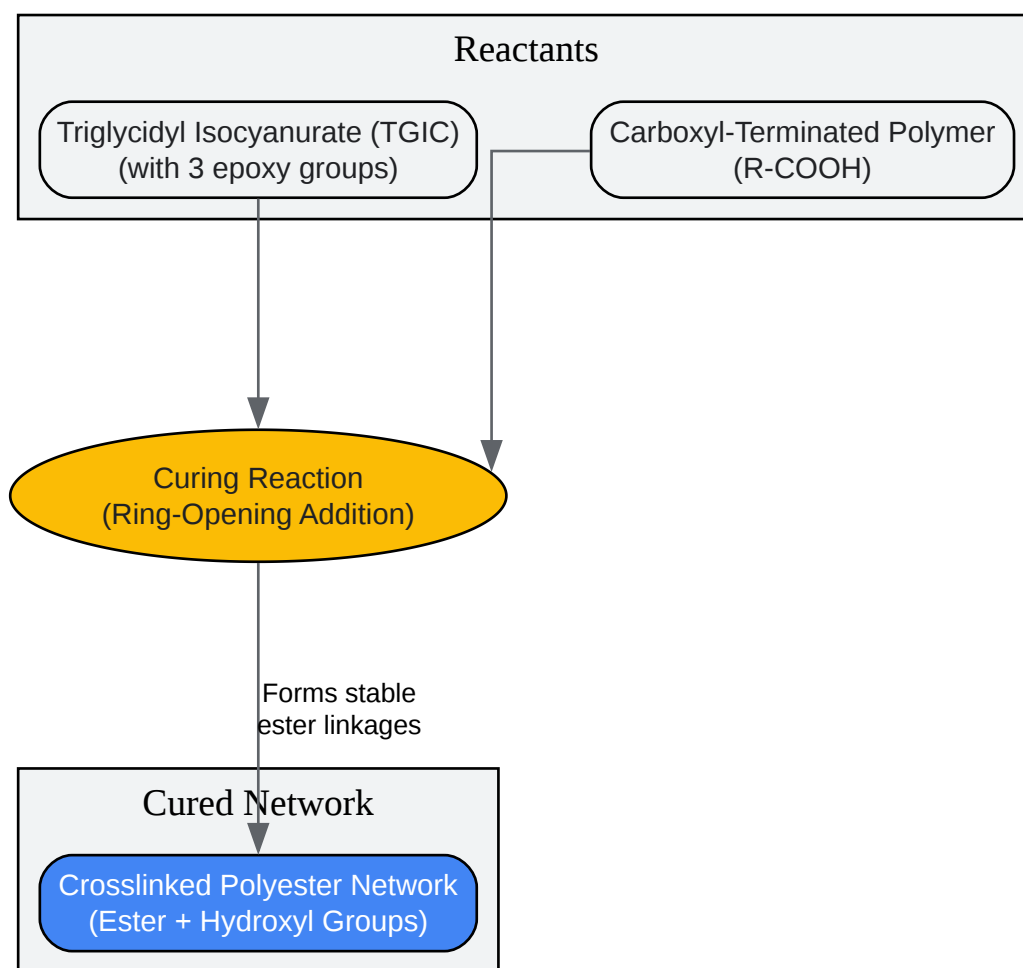 Reactants
Triglycidyl Isocyanurate (TGIC)
(with 3 epoxy groups)
Carboxyl-Terminated Polymer
(R-COOH)
Curing Reaction
(Ring-Opening Addition)
Forms stable
ester linkages
Cured Network
Crosslinked Polyester Network
(Ester + Hydroxyl Groups)